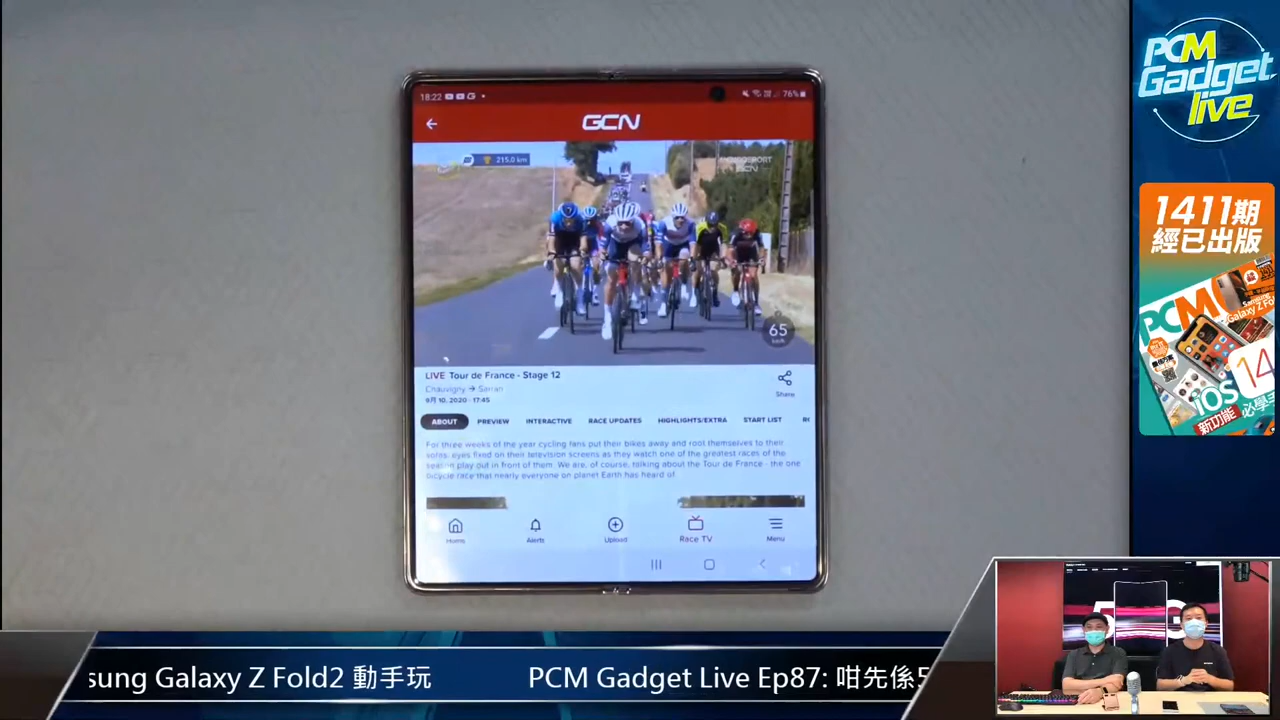 PCM
Gadget
live
18:22
76%
GCN
215.0 km
65
LIVE Tour de France - Stage 12
Chauvigny → Sarran
9月 10, 2020 · 17:45
Share
ABOUT PREVIEW INTERACTIVE RACE UPDATES HIGHLIGHTS/EXTRA START LIST
For three weeks of the year cycling fans put their bikes away and root themselves to their
sofas, eyes fixed on their television screens as they watch one of the greatest races of the
season play out in front of them. We are, of course, talking about the Tour de France - the one
bicycle race that nearly everyone on planet Earth has heard of.
Home Alerts Upload Race TV Menu
1411期
經已出版
PCM
Samsung
Galaxy Z Fo
iOS 14
新功能
必學
sung Galaxy Z Fold2 動手玩
PCM Gadget Live Ep87: 咁先係5
5G